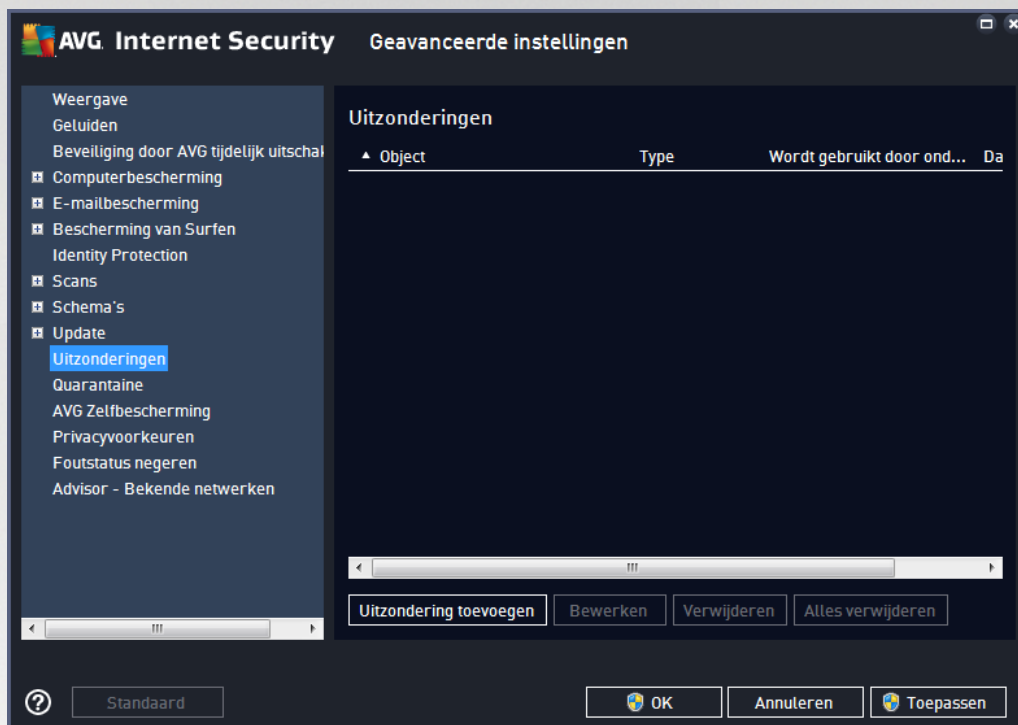 AVG. Internet Security Geavanceerde instellingen
Weergave
Geluiden
Beveiliging door AVG tijdelijk uitschal
Computerbescherming
E-mailbescherming
Bescherming van Surfen
Identity Protection
Scans
Schema's
Update
Uitzonderingen
Quarantaine
AVG Zelfbescherming
Privacyvoorkeuren
Foutstatus negeren
Advisor - Bekende netwerken
Uitzonderingen
Object Type Wordt gebruikt door ond... Da
Uitzondering toevoegen Bewerken Verwijderen Alles verwijderen
Standaard OK Annuleren Toepassen